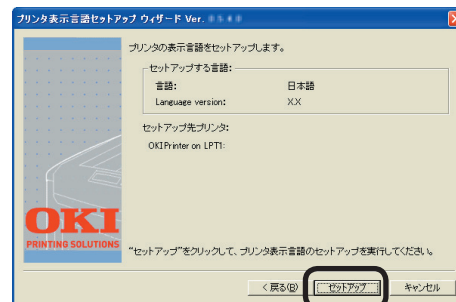 プリンタ表示言語セットアップ ウィザード Ver. 0.5.4.0
プリンタの表示言語をセットアップします。
セットアップする言語:
言語: 日本語
Language version: X.X
セットアップ先プリンタ:
OKI Printer on LPT1:
OKI
PRINTING SOLUTIONS
"セットアップ"をクリックして、プリンタ表示言語のセットアップを実行してください。
< 戻る(B) セットアップ キャンセル